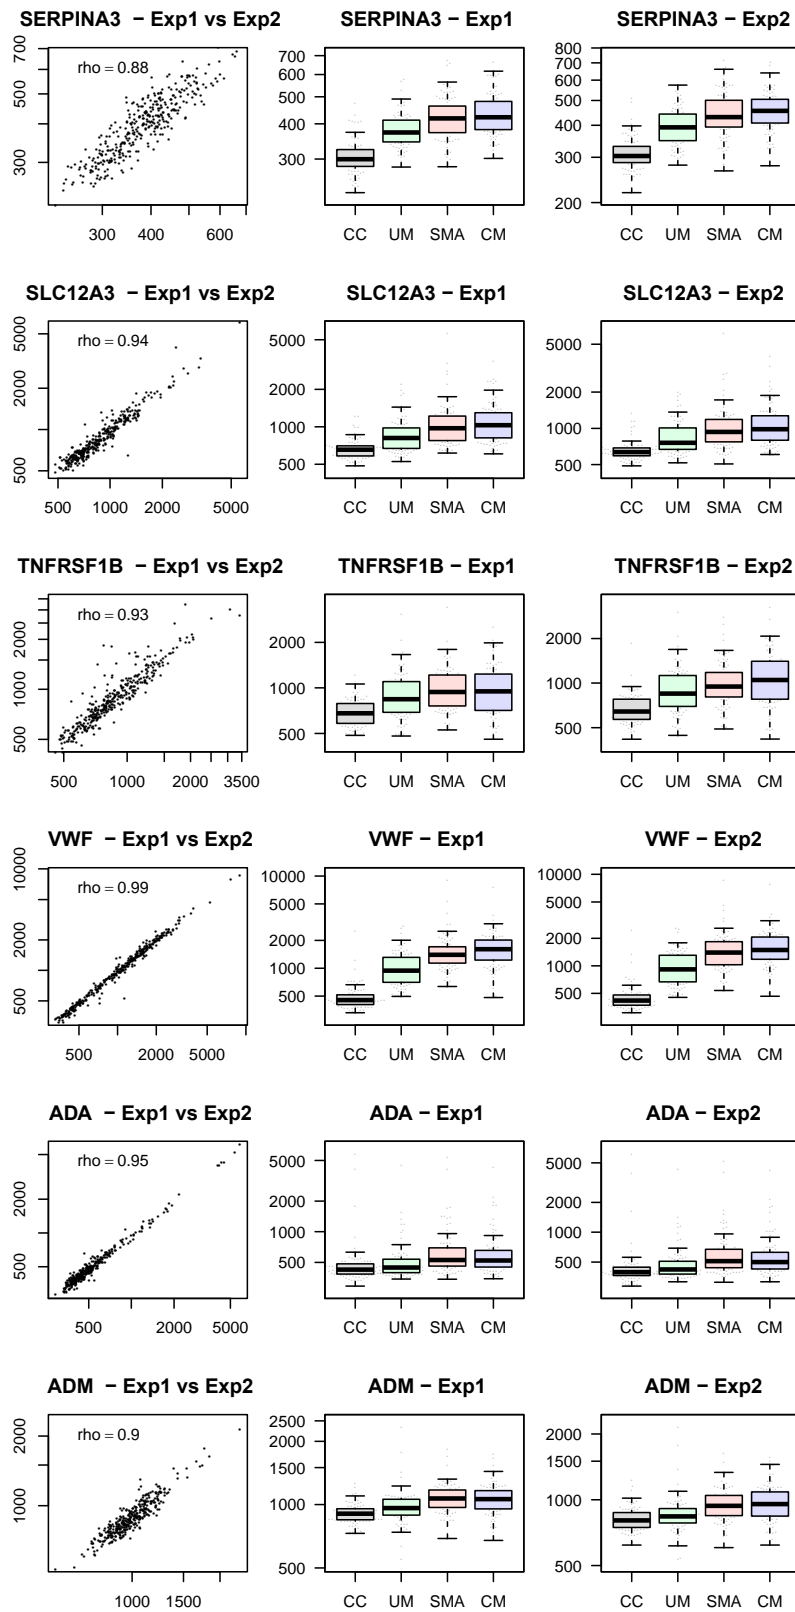 SERPINA3 − Exp1 vs Exp2
SERPINA3 − Exp1
SERPINA3 − Exp2
rho = 0.88
300
500
700
300 400 600
300
400
500
600
700
CC UM SMA CM
200
300
400
500
600
700
800
CC UM SMA CM
SLC12A3 − Exp1 vs Exp2
SLC12A3 − Exp1
SLC12A3 − Exp2
rho = 0.94
500
2000
5000
500 1000 2000 5000
500
1000
2000
5000
CC UM SMA CM
500
1000
2000
5000
CC UM SMA CM
TNFRSF1B − Exp1 vs Exp2
TNFRSF1B − Exp1
TNFRSF1B − Exp2
rho = 0.93
500
1000
2000
500 1000 2000 3500
500
1000
2000
CC UM SMA CM
500
1000
2000
CC UM SMA CM
VWF − Exp1 vs Exp2
VWF − Exp1
VWF − Exp2
rho = 0.99
500
2000
10000
500 2000 5000
500
1000
2000
5000
10000
CC UM SMA CM
500
1000
2000
5000
10000
CC UM SMA CM
ADA − Exp1 vs Exp2
ADA − Exp1
ADA − Exp2
rho = 0.95
500
2000
500 2000 5000
500
1000
2000
5000
CC UM SMA CM
500
1000
2000
5000
CC UM SMA CM
ADM − Exp1 vs Exp2
ADM − Exp1
ADM − Exp2
rho = 0.9
1000
2000
1000 1500
500
1000
1500
2000
2500
CC UM SMA CM
500
1000
1500
2000
CC UM SMA CM